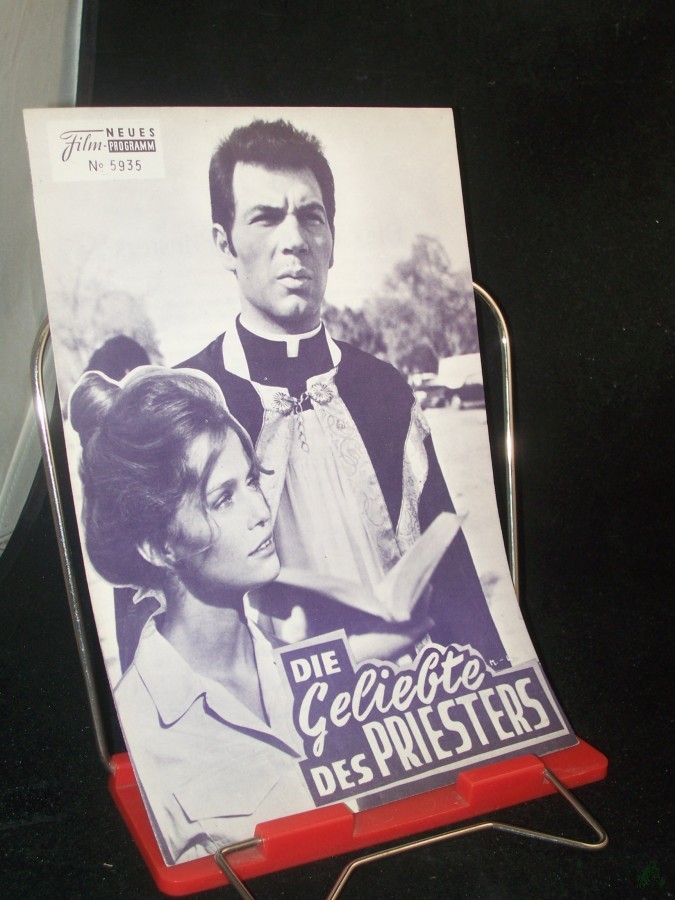 NEUES
Film-PROGRAMM
No 5935
DIE
Geliebte
DES PRIESTERS